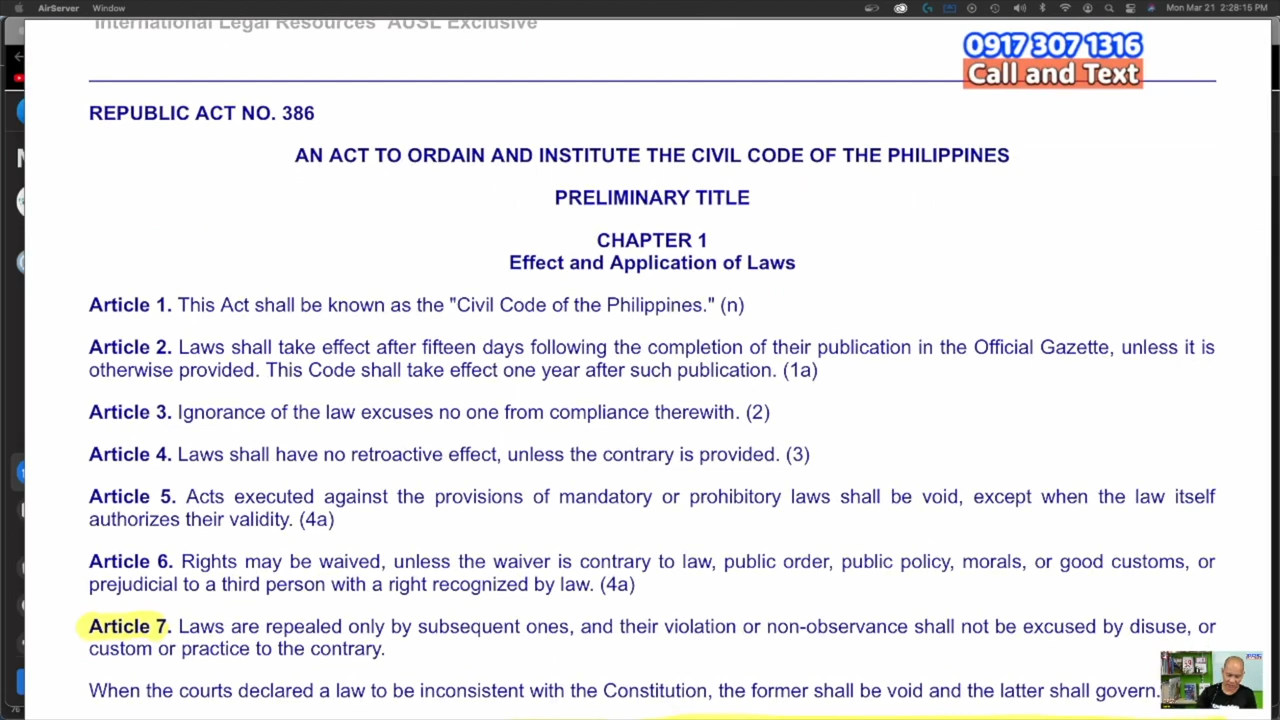 AirServer Window Mon Mar 21 2:28:15 PM
International Legal Resources AUSL Exclusive
0917 307 1316
Call and Text
REPUBLIC ACT NO. 386
AN ACT TO ORDAIN AND INSTITUTE THE CIVIL CODE OF THE PHILIPPINES
PRELIMINARY TITLE
CHAPTER 1
Effect and Application of Laws
Article 1. This Act shall be known as the "Civil Code of the Philippines." (n)
Article 2. Laws shall take effect after fifteen days following the completion of their publication in the Official Gazette, unless it is
otherwise provided. This Code shall take effect one year after such publication. (1a)
Article 3. Ignorance of the law excuses no one from compliance therewith. (2)
Article 4. Laws shall have no retroactive effect, unless the contrary is provided. (3)
Article 5. Acts executed against the provisions of mandatory or prohibitory laws shall be void, except when the law itself
authorizes their validity. (4a)
Article 6. Rights may be waived, unless the waiver is contrary to law, public order, public policy, morals, or good customs, or
prejudicial to a third person with a right recognized by law. (4a)
Article 7. Laws are repealed only by subsequent ones, and their violation or non-observance shall not be excused by disuse, or
custom or practice to the contrary.
When the courts declared a law to be inconsistent with the Constitution, the former shall be void and the latter shall govern.